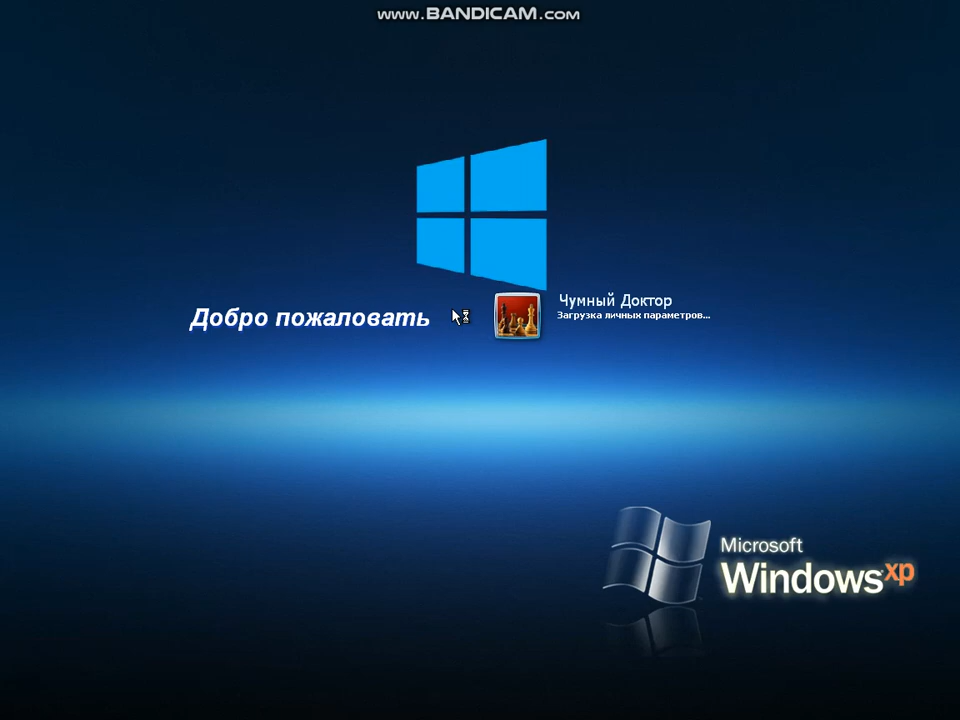 www.BANDICAM.com
Добро пожаловать
Чумный Доктор
Загрузка личных параметров...
Microsoft
Windows xp